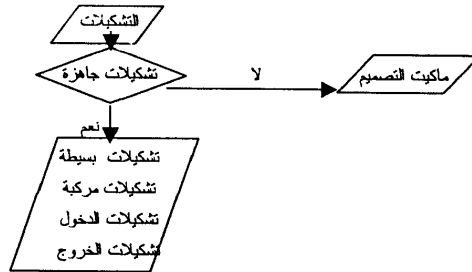 التشكيلات
تشكيلات جاهزة
لا
ماكيت التصميم
نعم
تشكيلات بسيطة
تشكيلات مركبة
تشكيلات الدخول
تشكيلات الخروج